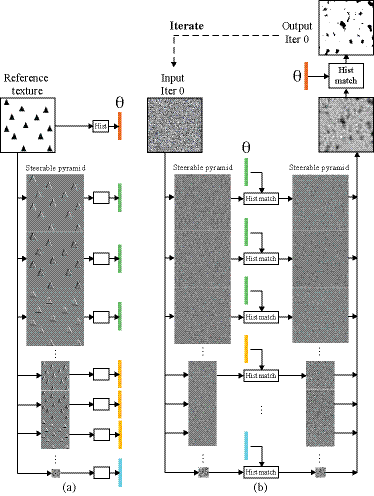 Iterate
Output
Iter 0
Reference
texture
Input
Iter 0
θ
Hist
match
θ
Hist
θ
Steerable pyramid
Steerable pyramid
Steerable pyramid
Hist match
Hist match
Hist match
Hist match
Hist match
(a)
(b)